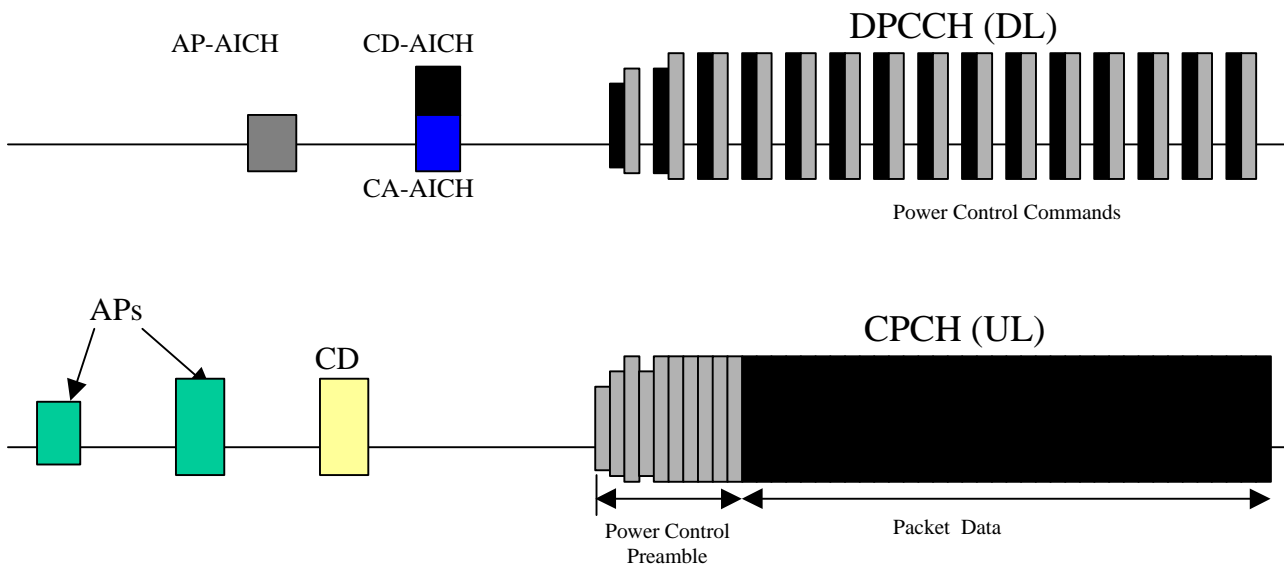 DPCCH (DL)
AP-AICH
CD-AICH
CA-AICH
Power Control Commands
APs
CPCH (UL)
CD
Power Control
Preamble
Packet Data